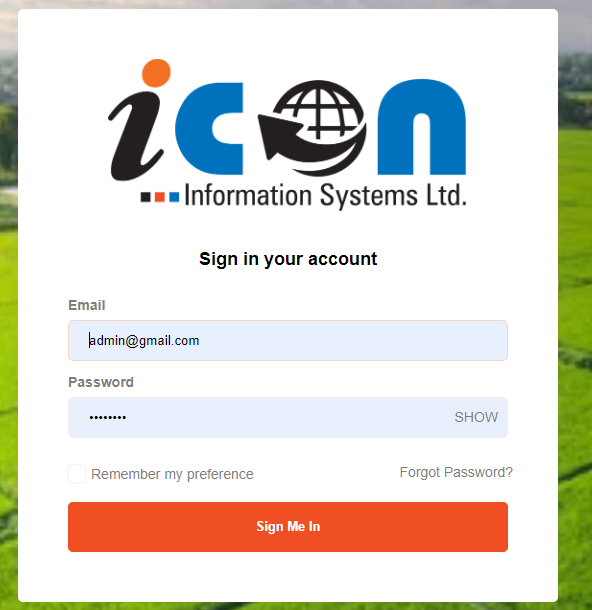 icon
Information Systems Ltd.
Sign in your account
Email
admin@gmail.com
Password
••••••••
SHOW
Remember my preference
Forgot Password?
Sign Me In